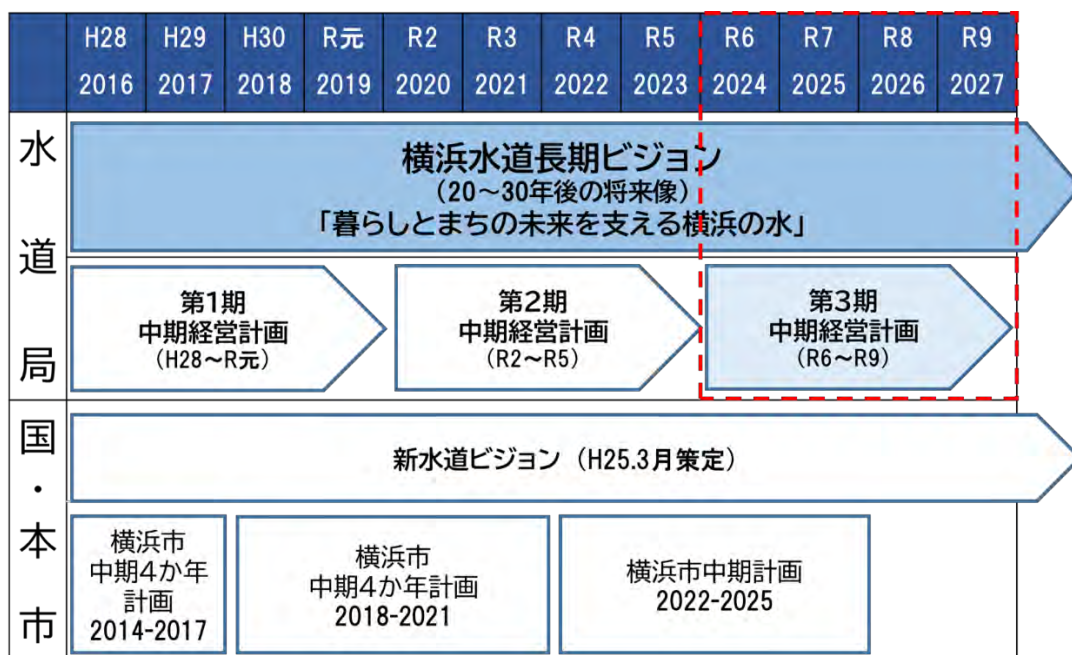 H28 H29 H30 R元 R2 R3 R4 R5 R6 R7 R8 R9
2016 2017 2018 2019 2020 2021 2022 2023 2024 2025 2026 2027
水道局
横浜水道長期ビジョン
(20～30年後の将来像)
「暮らしとまちの未来を支える横浜の水」
第1期
中期経営計画
(H28～R元)
第2期
中期経営計画
(R2～R5)
第3期
中期経営計画
(R6～R9)
国・本市
新水道ビジョン (H25.3月策定)
横浜市
中期4か年
計画
2014-2017
横浜市
中期4か年計画
2018-2021
横浜市中期計画
2022-2025